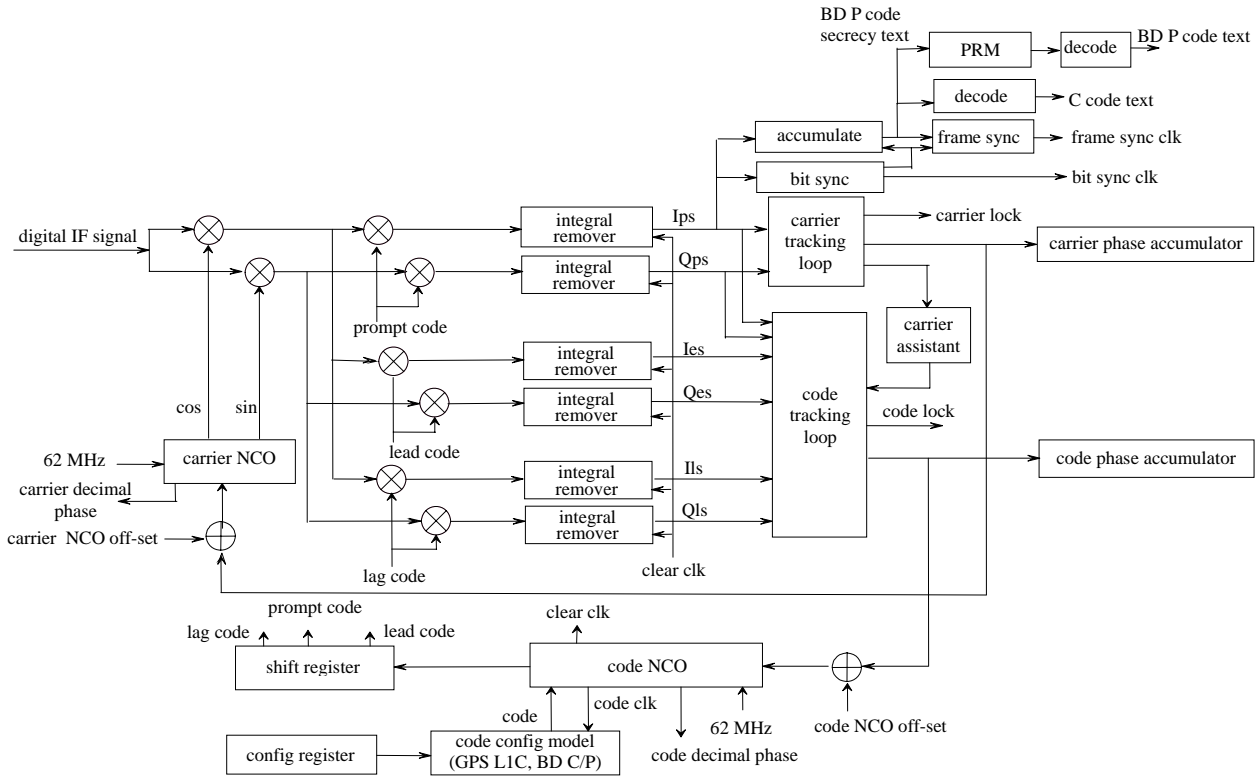 BD P code
secrecy text
PRM
decode
BD P code text
decode
C code text
accumulate
frame sync
frame sync clk
bit sync
bit sync clk
digital IF signal
integral
remover
Ips
carrier
tracking
loop
carrier lock
carrier phase accumulator
integral
remover
Qps
prompt code
carrier
assistant
integral
remover
Ies
integral
remover
Qes
code
tracking
loop
code lock
cos
sin
lead code
62 MHz
carrier NCO
integral
remover
Ils
code phase accumulator
carrier decimal
phase
integral
remover
Qls
carrier NCO off-set
lag code
clear clk
prompt code
lag code
lead code
clear clk
shift register
code NCO
code
code clk
62 MHz
code NCO off-set
code decimal phase
config register
code config model
(GPS L1C, BD C/P)